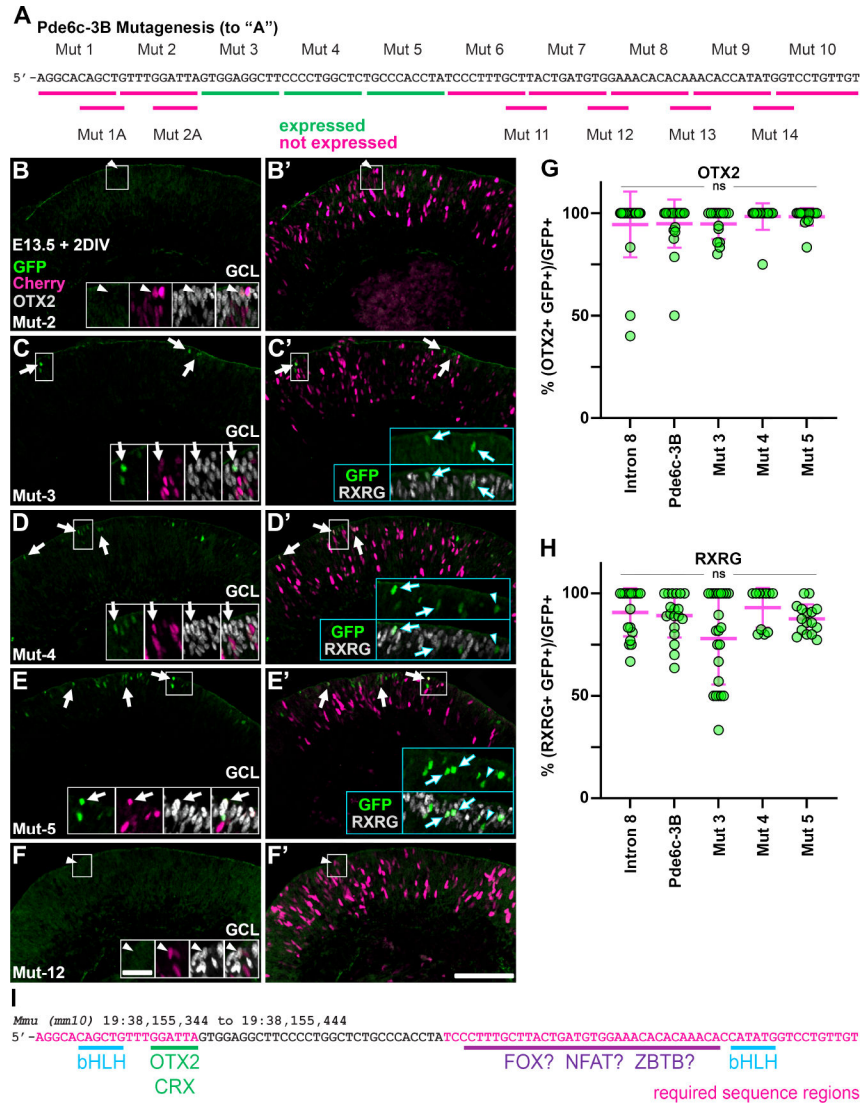 A
Pde6c-3B Mutagenesis (to “A”)
Mut 1 Mut 2 Mut 3 Mut 4 Mut 5 Mut 6 Mut 7 Mut 8 Mut 9 Mut 10
5’-AGGCACAGCTGTTTGGATTAGTGGAGGCTTCCCCTGGCTCTGCCCACCTATCCCTTTGCTTACTGATGTGGAAACACACAAACACCATATGGTCCTGTTGT
Mut 1A Mut 2A
expressed
not expressed
Mut 11 Mut 12 Mut 13 Mut 14
B
E13.5 + 2DIV
GFP
Cherry
OTX2
GCL
Mut-2
B’
C
GCL
Mut-3
C’
GFP
RXRG
D
GCL
Mut-4
D’
GFP
RXRG
E
GCL
Mut-5
E’
GFP
RXRG
F
GCL
Mut-12
F’
G
OTX2
ns
% (OTX2+ GFP+)/GFP+
100
50
0
Intron 8
Pde6c-3B
Mut 3
Mut 4
Mut 5
H
RXRG
ns
% (RXRG+ GFP+)/GFP+
100
50
0
Intron 8
Pde6c-3B
Mut 3
Mut 4
Mut 5
I
Mmu (mm10) 19:38,155,344 to 19:38,155,444
5’-AGGCACAGCTGTTTGGATTAGTGGAGGCTTCCCCTGGCTCTGCCCACCTATCCCTTTGCTTACTGATGTGGAAACACACAAACACCATATGGTCCTGTTGT
bHLH OTX2 FOX? NFAT? ZBTB? bHLH
CRX
required sequence regions